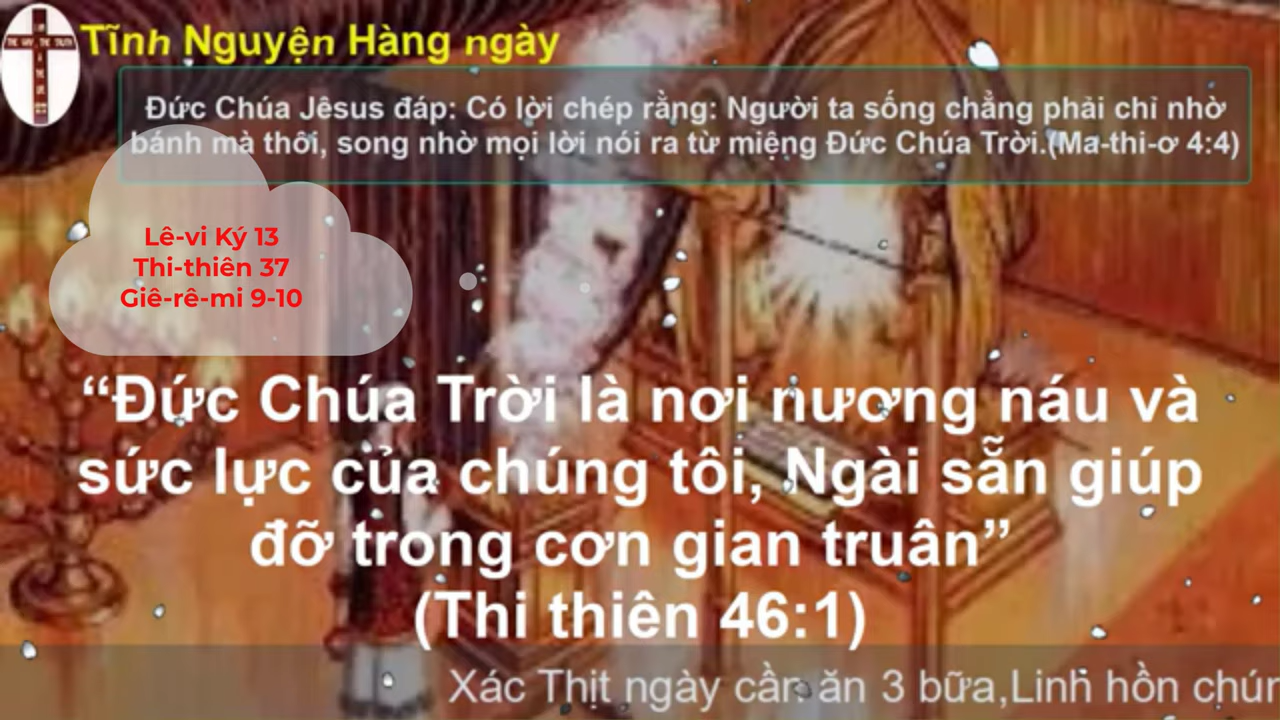 Tĩnh Nguyện Hàng ngày
Đức Chúa Jêsus đáp: Có lời chép rằng: Người ta sống chẳng phải chỉ nhờ
bánh mà thôi, song nhờ mọi lời nói ra từ miệng Đức Chúa Trời.(Ma-thi-ơ 4:4)
Lê-vi Ký 13
Thi-thiên 37
Giê-rê-mi 9-10
“Đức Chúa Trời là nơi nương náu và
sức lực của chúng tôi, Ngài sẵn giúp
đỡ trong cơn gian truân”
(Thi thiên 46:1)
Xác Thịt ngày cần ăn 3 bữa,Linh hồn